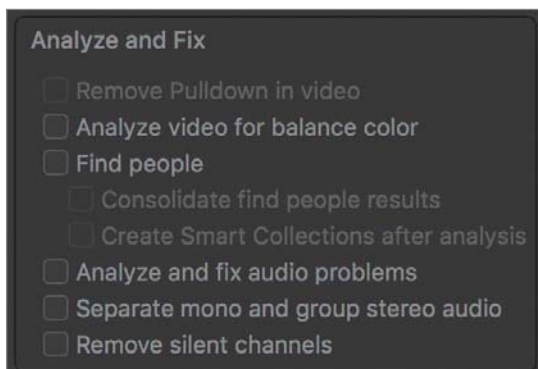 Analyze and Fix
Remove Pulldown in video
Analyze video for balance color
Find people
Consolidate find people results
Create Smart Collections after analysis
Analyze and fix audio problems
Separate mono and group stereo audio
Remove silent channels